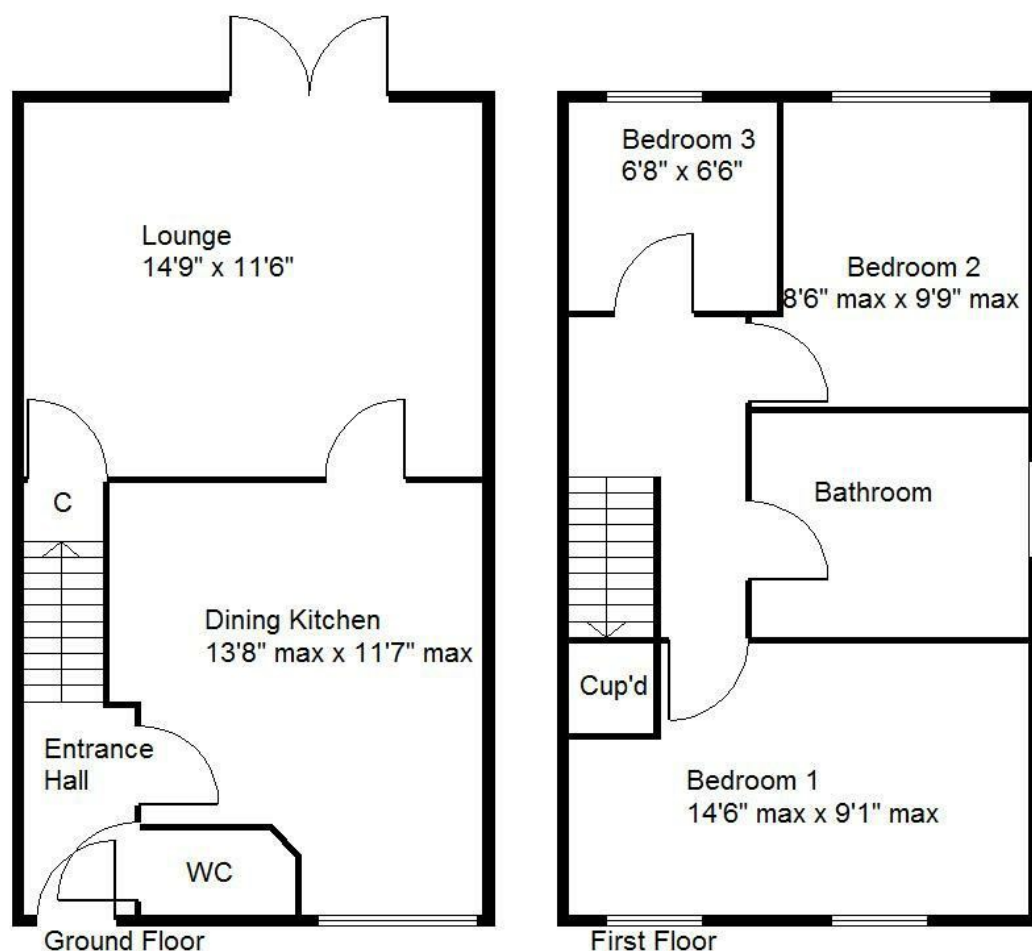 Lounge
14'9" x 11'6"
C
Dining Kitchen
13'8" max x 11'7" max
Entrance
Hall
WC
Ground Floor
Bedroom 3
6'8" x 6'6"
Bedroom 2
8'6" max x 9'9" max
Bathroom
Cup'd
Bedroom 1
14'6" max x 9'1" max
First Floor